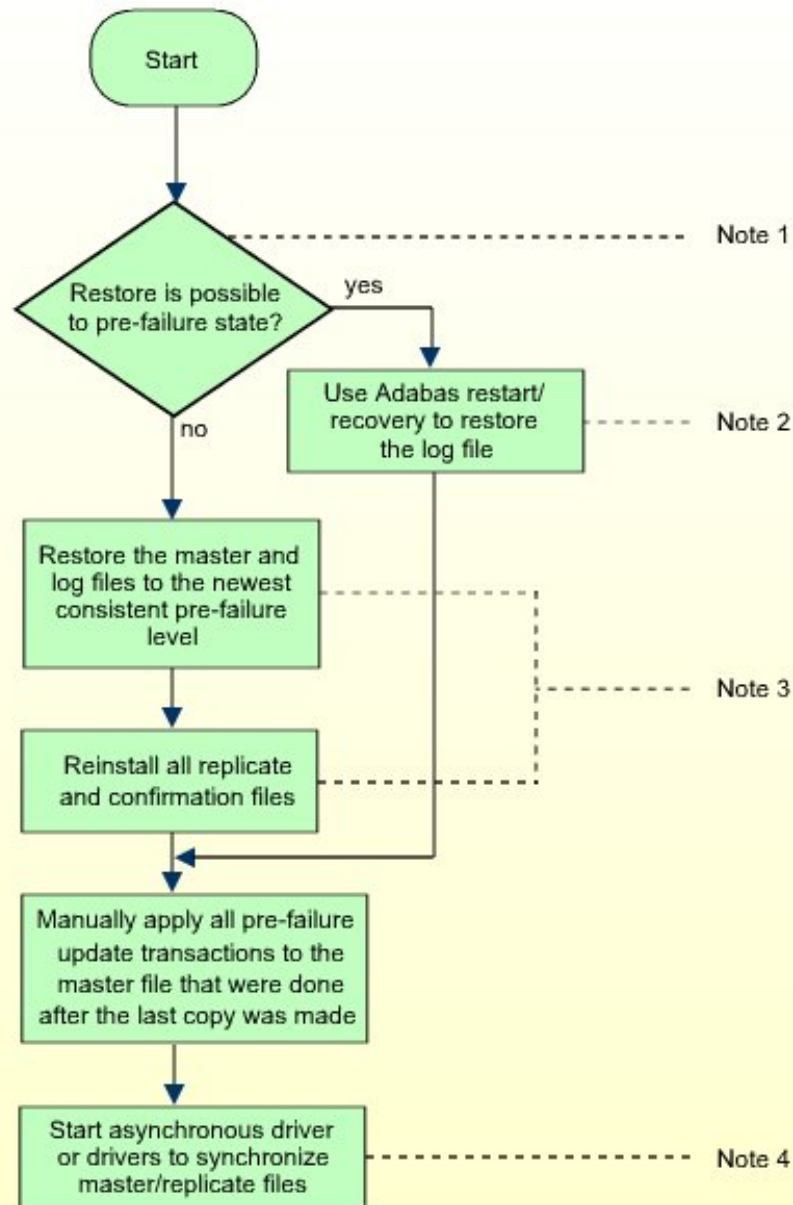 Start
Note 1
Restore is possible
to pre-failure state?
yes
no
Use Adabas restart/
recovery to restore
the log file
Note 2
Restore the master and
log files to the newest
consistent pre-failure
level
Note 3
Reinstall all replicate
and confirmation files
Manually apply all pre-failure
update transactions to the
master file that were done
after the last copy was made
Start asynchronous driver
or drivers to synchronize
master/replicate files
Note 4